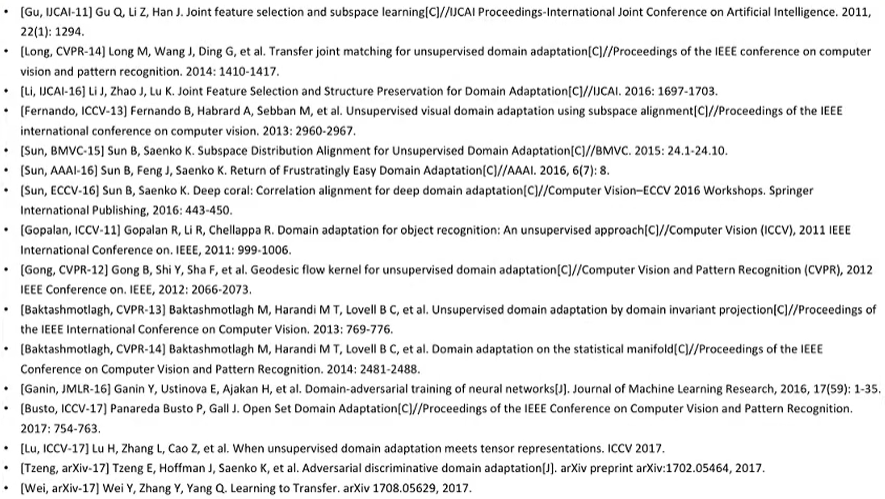 • [Gu, IJCAI-11] Gu Q, Li Z, Han J. Joint feature selection and subspace learning[C]//IJCAI Proceedings-International Joint Conference on Artificial Intelligence. 2011,
22(1): 1294.
• [Long, CVPR-14] Long M, Wang J, Ding G, et al. Transfer joint matching for unsupervised domain adaptation[C]//Proceedings of the IEEE conference on computer
vision and pattern recognition. 2014: 1410-1417.
• [Li, IJCAI-16] Li J, Zhao J, Lu K. Joint Feature Selection and Structure Preservation for Domain Adaptation[C]//IJCAI. 2016: 1697-1703.
• [Fernando, ICCV-13] Fernando B, Habrard A, Sebban M, et al. Unsupervised visual domain adaptation using subspace alignment[C]//Proceedings of the IEEE
international conference on computer vision. 2013: 2960-2967.
• [Sun, BMVC-15] Sun B, Saenko K. Subspace Distribution Alignment for Unsupervised Domain Adaptation[C]//BMVC. 2015: 24.1-24.10.
• [Sun, AAAI-16] Sun B, Feng J, Saenko K. Return of Frustratingly Easy Domain Adaptation[C]//AAAI. 2016, 6(7): 8.
• [Sun, ECCV-16] Sun B, Saenko K. Deep coral: Correlation alignment for deep domain adaptation[C]//Computer Vision–ECCV 2016 Workshops. Springer
International Publishing, 2016: 443-450.
• [Gopalan, ICCV-11] Gopalan R, Li R, Chellappa R. Domain adaptation for object recognition: An unsupervised approach[C]//Computer Vision (ICCV), 2011 IEEE
International Conference on. IEEE, 2011: 999-1006.
• [Gong, CVPR-12] Gong B, Shi Y, Sha F, et al. Geodesic flow kernel for unsupervised domain adaptation[C]//Computer Vision and Pattern Recognition (CVPR), 2012
IEEE Conference on. IEEE, 2012: 2066-2073.
• [Baktashmotlagh, CVPR-13] Baktashmotlagh M, Harandi M T, Lovell B C, et al. Unsupervised domain adaptation by domain invariant projection[C]//Proceedings of
the IEEE International Conference on Computer Vision. 2013: 769-776.
• [Baktashmotlagh, CVPR-14] Baktashmotlagh M, Harandi M T, Lovell B C, et al. Domain adaptation on the statistical manifold[C]//Proceedings of the IEEE
Conference on Computer Vision and Pattern Recognition. 2014: 2481-2488.
• [Ganin, JMLR-16] Ganin Y, Ustinova E, Ajakan H, et al. Domain-adversarial training of neural networks[J]. Journal of Machine Learning Research, 2016, 17(59): 1-35.
• [Busto, ICCV-17] Panareda Busto P, Gall J. Open Set Domain Adaptation[C]//Proceedings of the IEEE Conference on Computer Vision and Pattern Recognition.
2017: 754-763.
• [Lu, ICCV-17] Lu H, Zhang L, Cao Z, et al. When unsupervised domain adaptation meets tensor representations. ICCV 2017.
• [Tzeng, arXiv-17] Tzeng E, Hoffman J, Saenko K, et al. Adversarial discriminative domain adaptation[J]. arXiv preprint arXiv:1702.05464, 2017.
• [Wei, arXiv-17] Wei Y, Zhang Y, Yang Q. Learning to Transfer. arXiv 1708.05629, 2017.